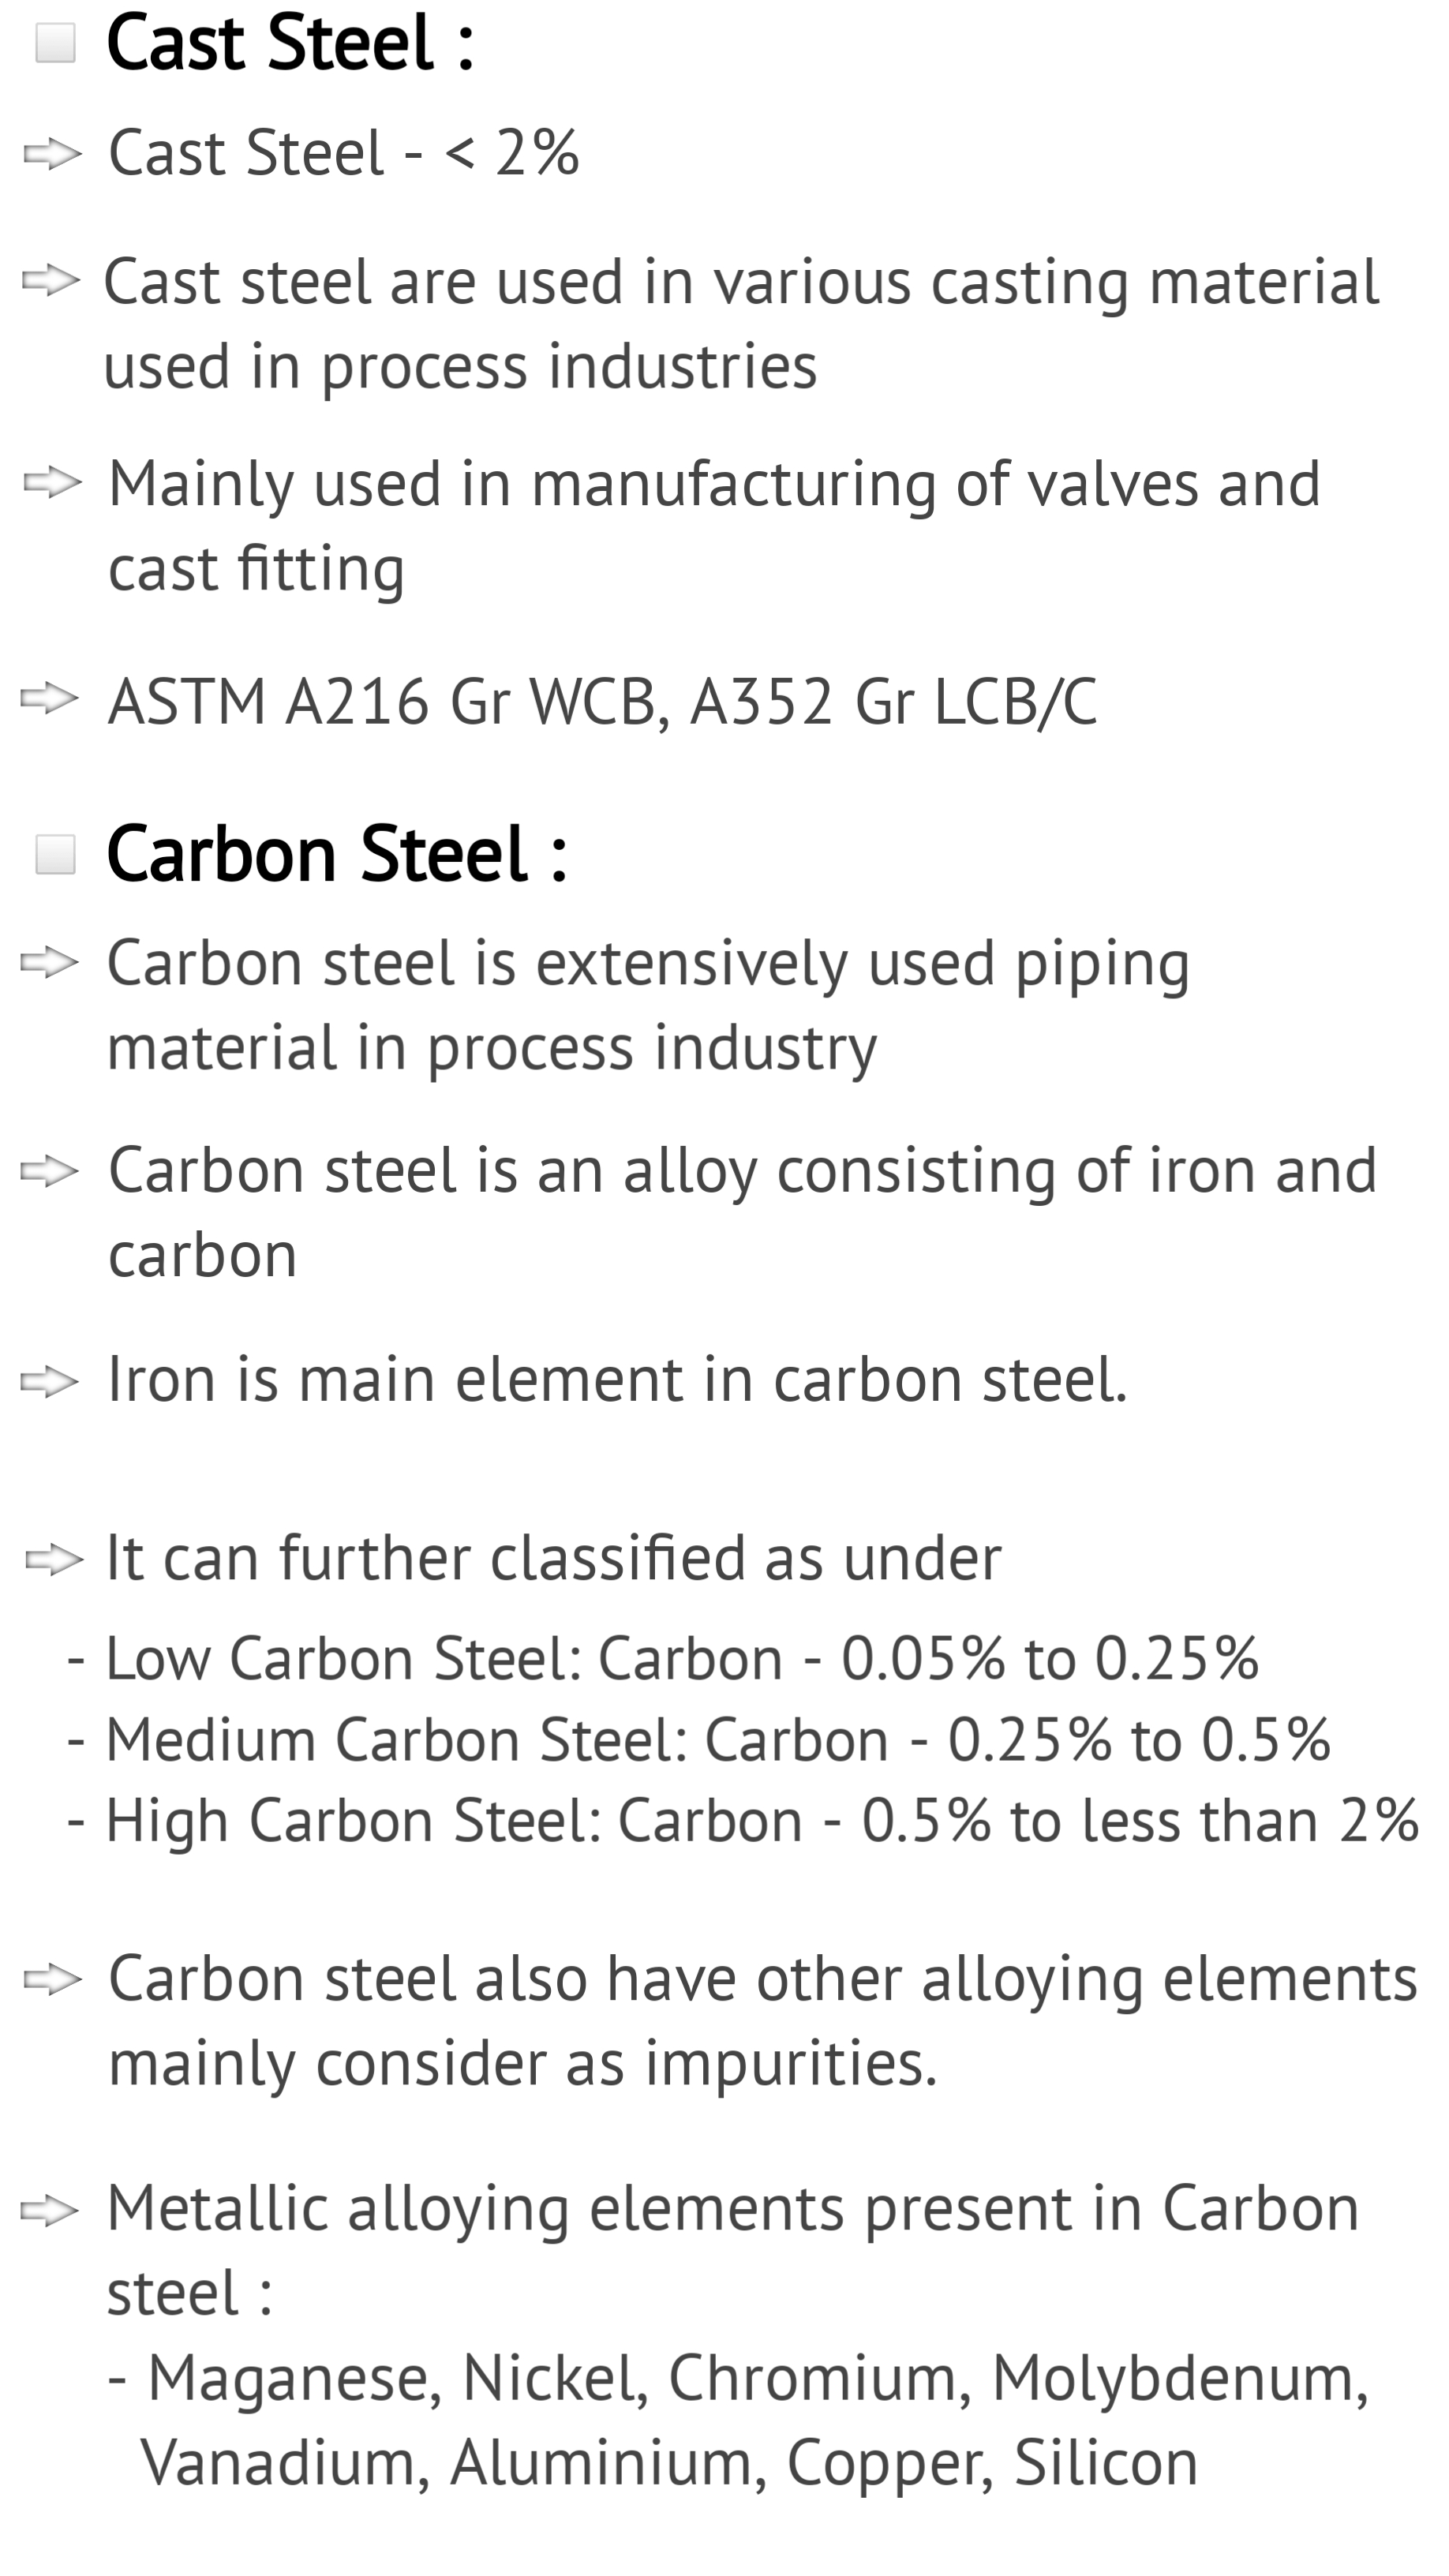 Cast Steel :
Cast Steel - < 2%
Cast steel are used in various casting material
used in process industries
Mainly used in manufacturing of valves and
cast fitting
ASTM A216 Gr WCB, A352 Gr LCB/C
Carbon Steel :
Carbon steel is extensively used piping
material in process industry
Carbon steel is an alloy consisting of iron and
carbon
Iron is main element in carbon steel.
It can further classified as under
- Low Carbon Steel: Carbon - 0.05% to 0.25%
- Medium Carbon Steel: Carbon - 0.25% to 0.5%
- High Carbon Steel: Carbon - 0.5% to less than 2%
Carbon steel also have other alloying elements
mainly consider as impurities.
Metallic alloying elements present in Carbon
steel :
- Maganese, Nickel, Chromium, Molybdenum,
Vanadium, Aluminium, Copper, Silicon